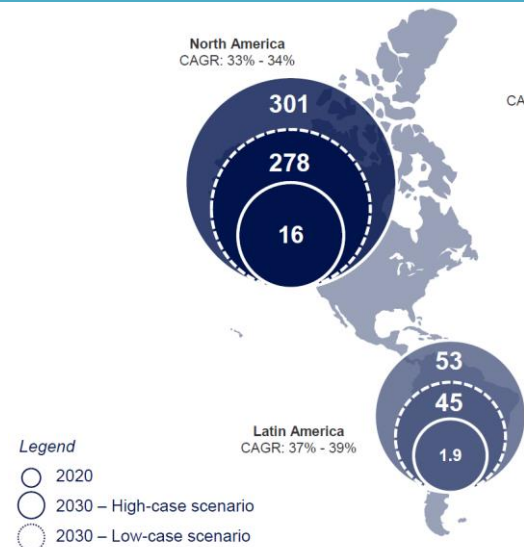 North America
CAGR: 33% - 34%
301
278
16
CA
53
45
1.9
Latin America
CAGR: 37% - 39%
Legend
2020
2030 – High-case scenario
2030 – Low-case scenario